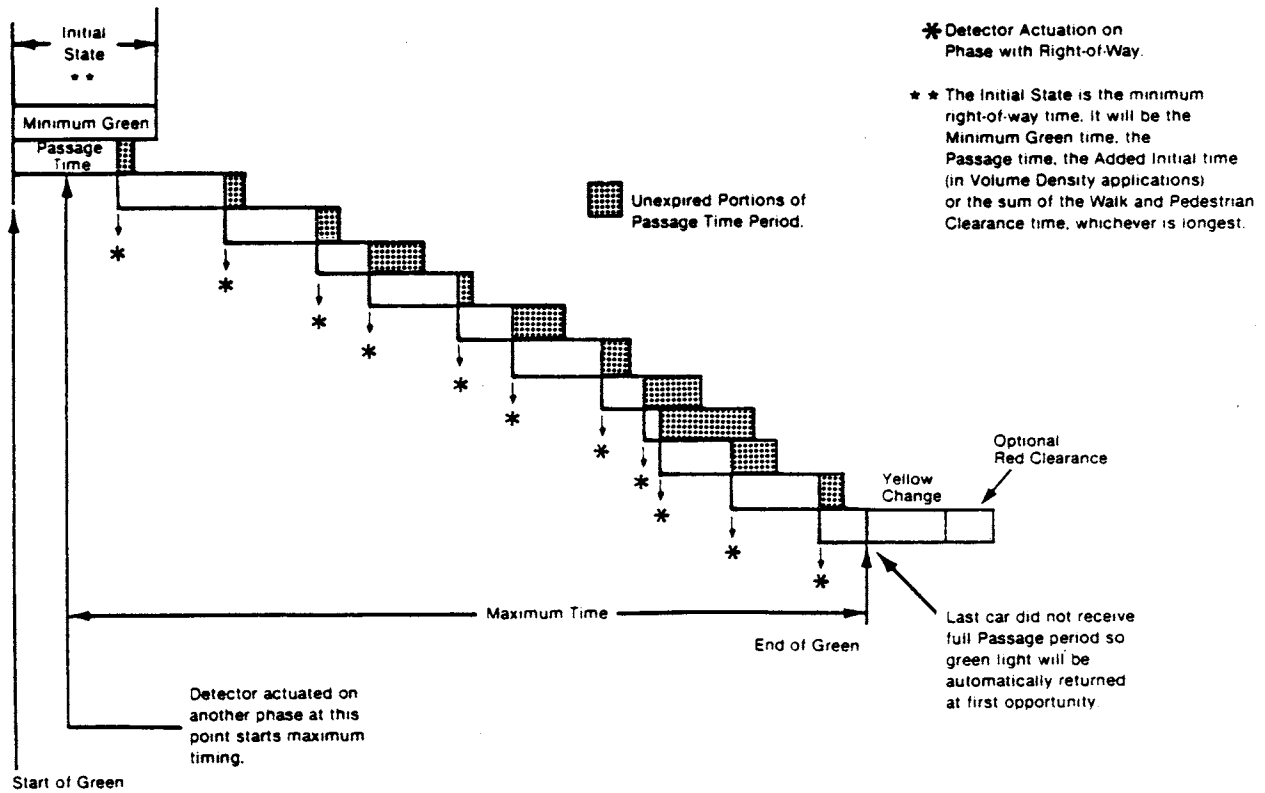 Initial
State
* *
Minimum Green
Passage
Time
* Detector Actuation on
Phase with Right-of-Way.
* * The Initial State is the minimum
right-of-way time. It will be the
Minimum Green time, the
Passage time, the Added Initial time
(in Volume Density applications)
or the sum of the Walk and Pedestrian
Clearance time, whichever is longest.
Unexpired Portions of
Passage Time Period.
*
*
*
*
*
*
*
*
*
*
*
Optional
Red Clearance
Yellow
Change
Maximum Time
End of Green
Last car did not receive
full Passage period so
green light will be
automatically returned
at first opportunity.
Detector actuated on
another phase at this
point starts maximum
timing.
Start of Green